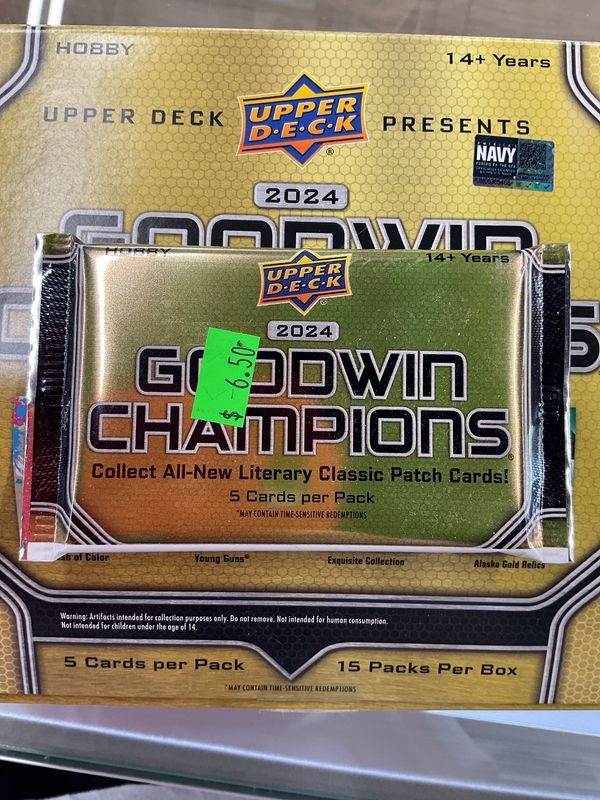 HOBBY
14+ Years
UPPER DECK
UPPER
D·E·C·K
®
PRESENTS
NAVY
2024
GOODWIN
HOBBY
14+ Years
UPPER
D·E·C·K
2024
GOODWIN
CHAMPIONS®
$ 6.50
Collect All-New Literary Classic Patch Cards!
5 Cards per Pack
*MAY CONTAIN TIME-SENSITIVE REDEMPTIONS
of Color
Young Guns®
Exquisite Collection
Alaska Gold Relics
Warning: Artifacts intended for collection purposes only. Do not remove. Not intended for human consumption.
Not intended for children under the age of 14.
5 Cards per Pack
15 Packs Per Box
*MAY CONTAIN TIME-SENSITIVE REDEMPTIONS